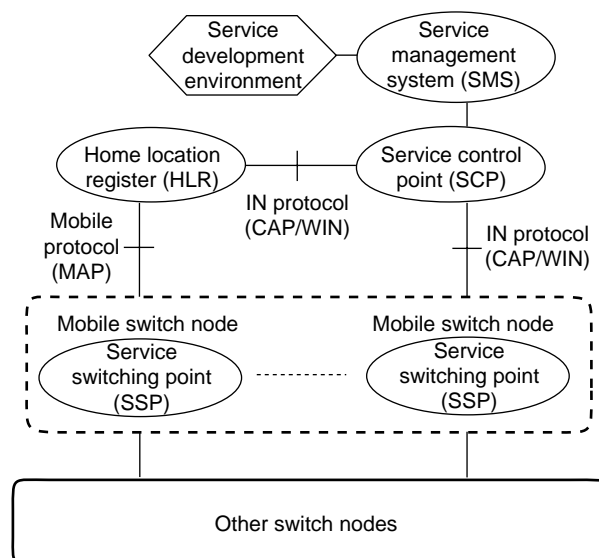 Service
development
environment
Service
management
system (SMS)
Home location
register (HLR)
Service control
point (SCP)
IN protocol
(CAP/WIN)
Mobile
protocol
(MAP)
IN protocol
(CAP/WIN)
Mobile switch node
Service
switching point
(SSP)
Mobile switch node
Service
switching point
(SSP)
Other switch nodes